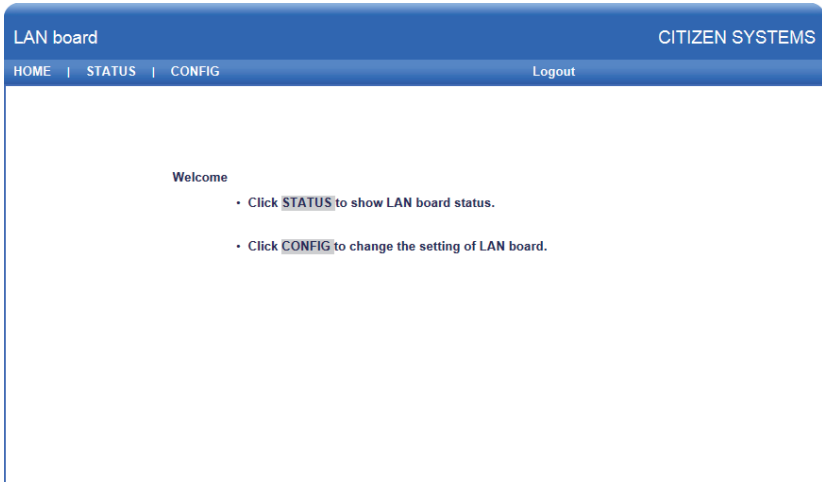 LAN board CITIZEN SYSTEMS
HOME | STATUS | CONFIG Logout
Welcome
• Click STATUS to show LAN board status.
• Click CONFIG to change the setting of LAN board.